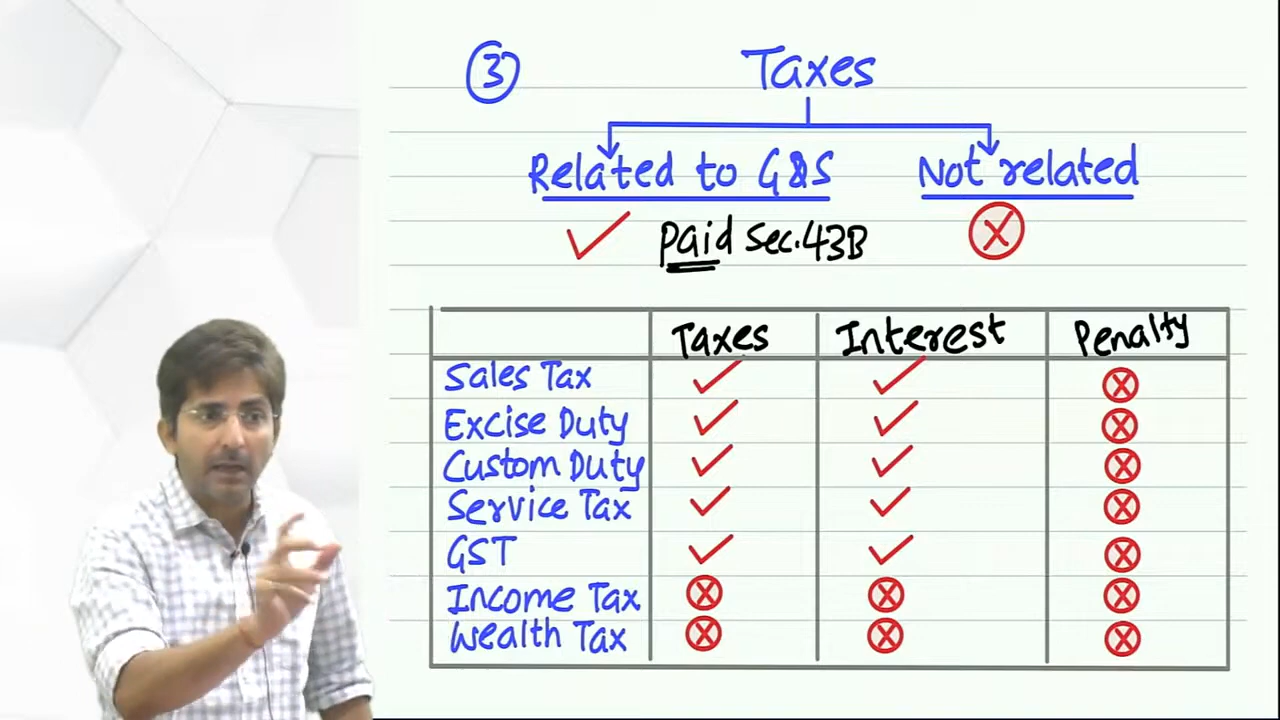 ③ Taxes
Related to G&S Not related
✓ paid Sec.43B ⓧ
Taxes Interest Penalty
Sales Tax ✓ ✓ ⓧ
Excise Duty ✓ ✓ ⓧ
Custom Duty ✓ ✓ ⓧ
Service Tax ✓ ✓ ⓧ
GST ✓ ✓ ⓧ
Income Tax ⓧ ⓧ ⓧ
Wealth Tax ⓧ ⓧ ⓧ